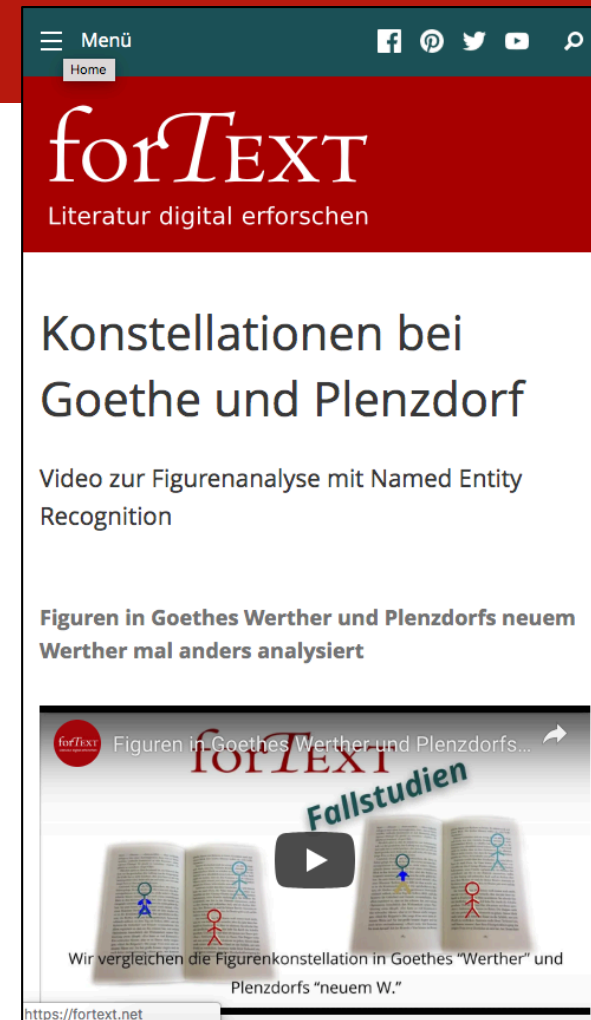 Menü
Home
forTEXT
Literatur digital erforschen
Konstellationen bei
Goethe und Plenzdorf
Video zur Figurenanalyse mit Named Entity
Recognition
Figuren in Goethes Werther und Plenzdorfs neuem
Werther mal anders analysiert
forTEXT
Figuren in Goethes Werther und Plenzdorfs...
forTEXT
Fallstudien
Wir vergleichen die Figurenkonstellation in Goethes "Werther" und
Plenzdorfs "neuem W."
https://fortext.net